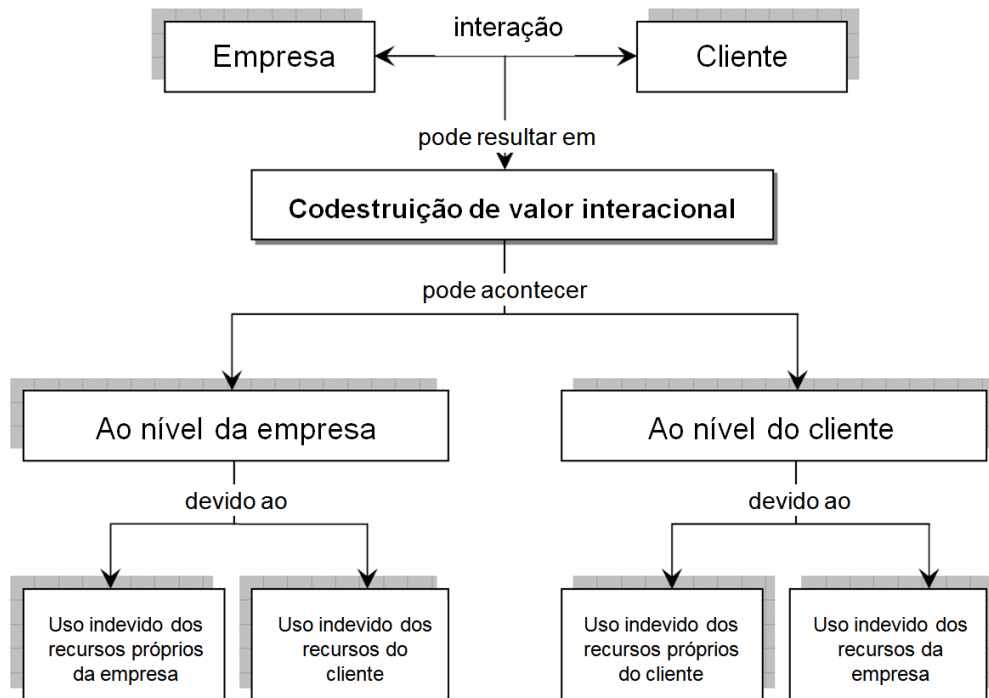 interação
Empresa
Cliente
pode resultar em
Codestruição de valor interacional
pode acontecer
Ao nível da empresa
Ao nível do cliente
devido ao
devido ao
Uso indevido dos
recursos próprios
da empresa
Uso indevido dos
recursos do
cliente
Uso indevido dos
recursos próprios
do cliente
Uso indevido dos
recursos da
empresa